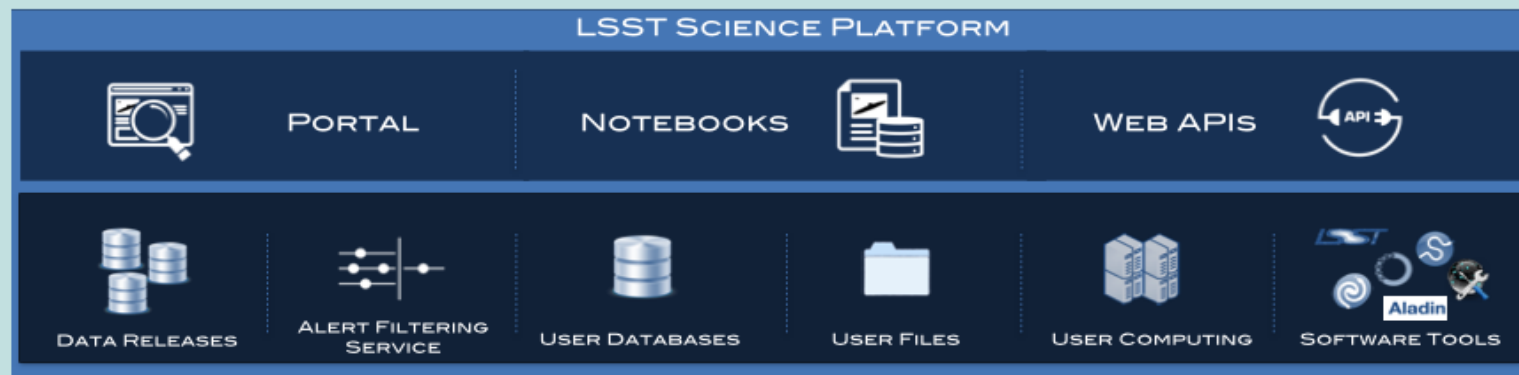 LSST SCIENCE PLATFORM
PORTAL
NOTEBOOKS
WEB APIS
API
DATA RELEASES
ALERT FILTERING
SERVICE
USER DATABASES
USER FILES
USER COMPUTING
LSST
Aladin
SOFTWARE TOOLS